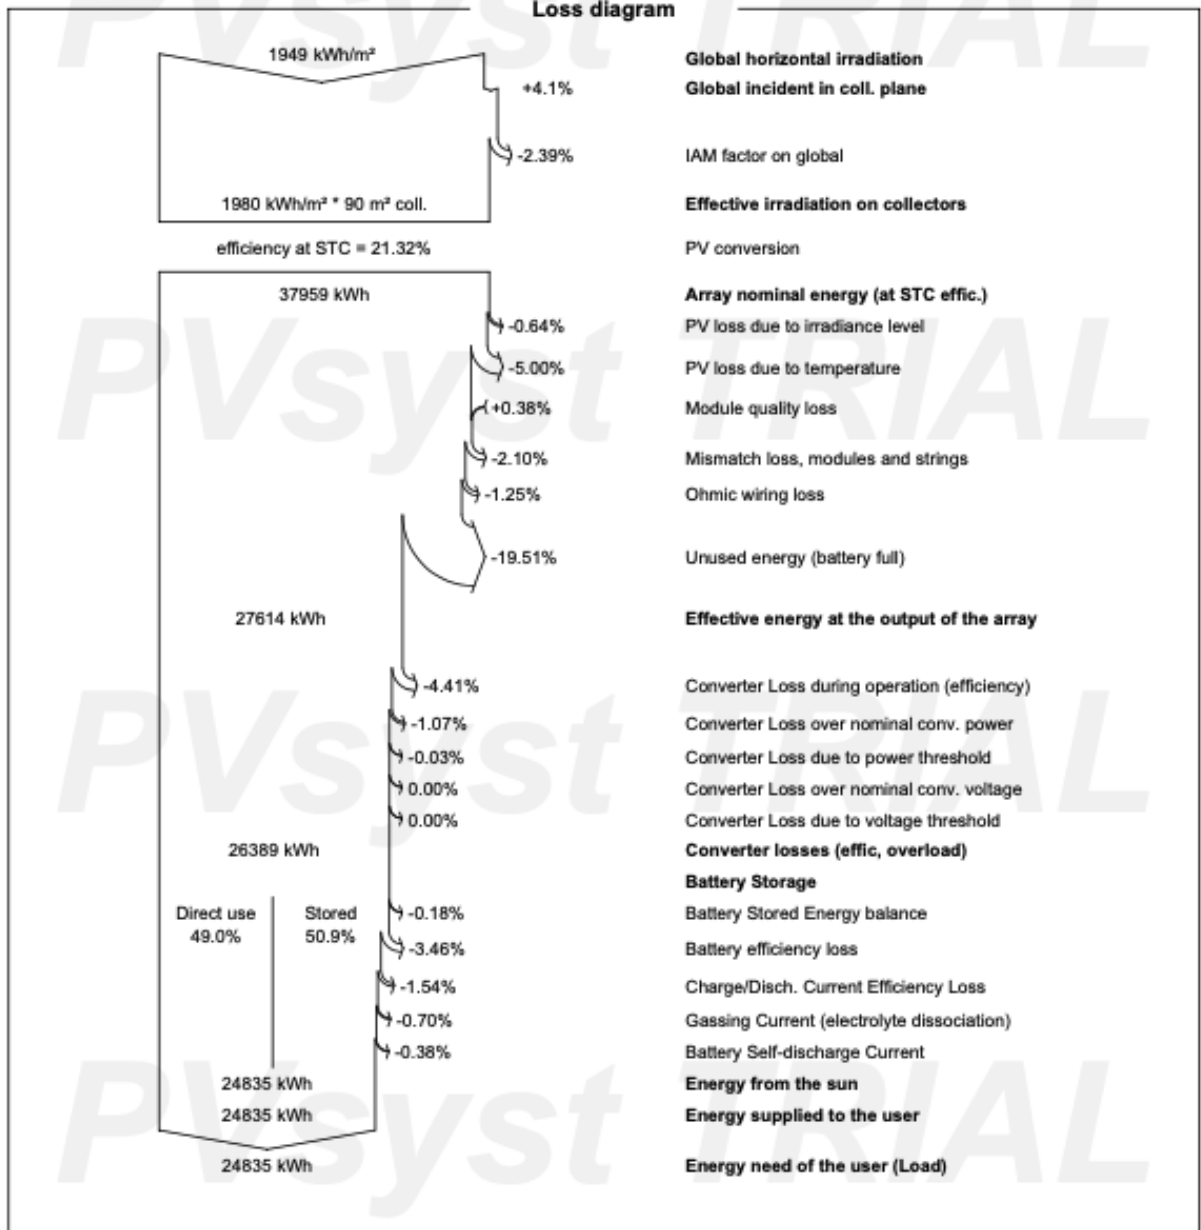 Loss diagram
1949 kWh/m² Global horizontal irradiation
+4.1% Global incident in coll. plane
-2.39% IAM factor on global
1980 kWh/m² * 90 m² coll. Effective irradiation on collectors
efficiency at STC = 21.32% PV conversion
37959 kWh Array nominal energy (at STC effic.)
-0.64% PV loss due to irradiance level
-5.00% PV loss due to temperature
+0.38% Module quality loss
-2.10% Mismatch loss, modules and strings
-1.25% Ohmic wiring loss
-19.51% Unused energy (battery full)
27614 kWh Effective energy at the output of the array
-4.41% Converter Loss during operation (efficiency)
-1.07% Converter Loss over nominal conv. power
-0.03% Converter Loss due to power threshold
0.00% Converter Loss over nominal conv. voltage
0.00% Converter Loss due to voltage threshold
26389 kWh Converter losses (effic, overload)
Battery Storage
Direct use Stored -0.18% Battery Stored Energy balance
49.0% 50.9% -3.46% Battery efficiency loss
-1.54% Charge/Disch. Current Efficiency Loss
-0.70% Gassing Current (electrolyte dissociation)
-0.38% Battery Self-discharge Current
24835 kWh Energy from the sun
24835 kWh Energy supplied to the user
24835 kWh Energy need of the user (Load)
PVsyst TRIAL
PVsyst TRIAL
PVsyst TRIAL
PVsyst TRIAL